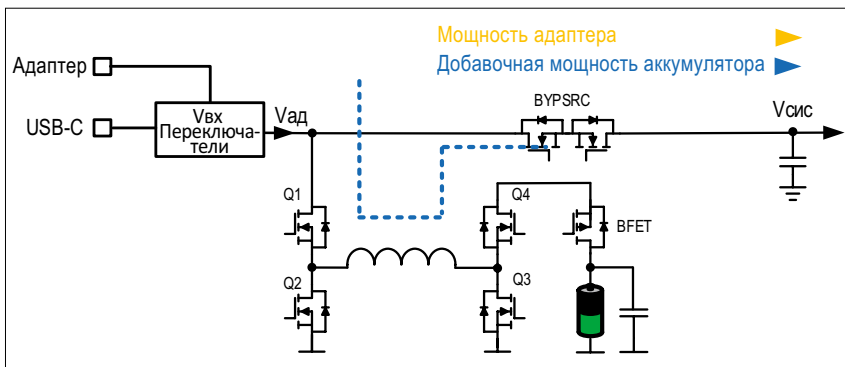 Мощность адаптера
Добавочная мощность аккумулятора
Адаптер
USB-C
Vвх
Переключа-
тели
Vад
BYPSRC
Vсис
Q1
Q4
BFET
Q2
Q3